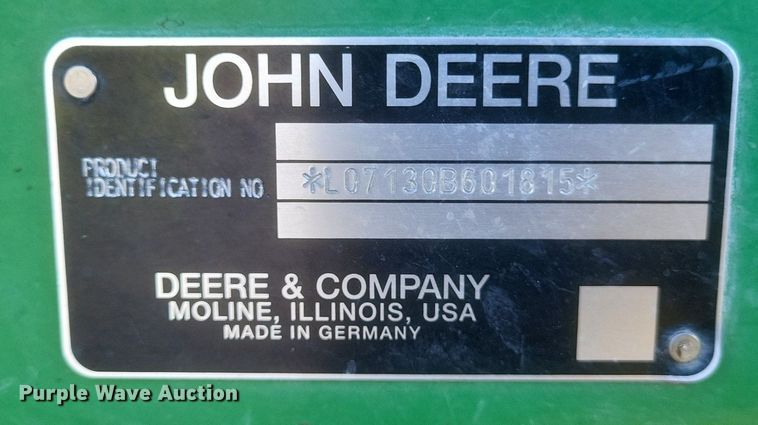 JOHN DEERE
PRODUCT
IDENTIFICATION NO
*L07130B601815*
DEERE & COMPANY
MOLINE, ILLINOIS, USA
MADE IN GERMANY
Purple Wave Auction